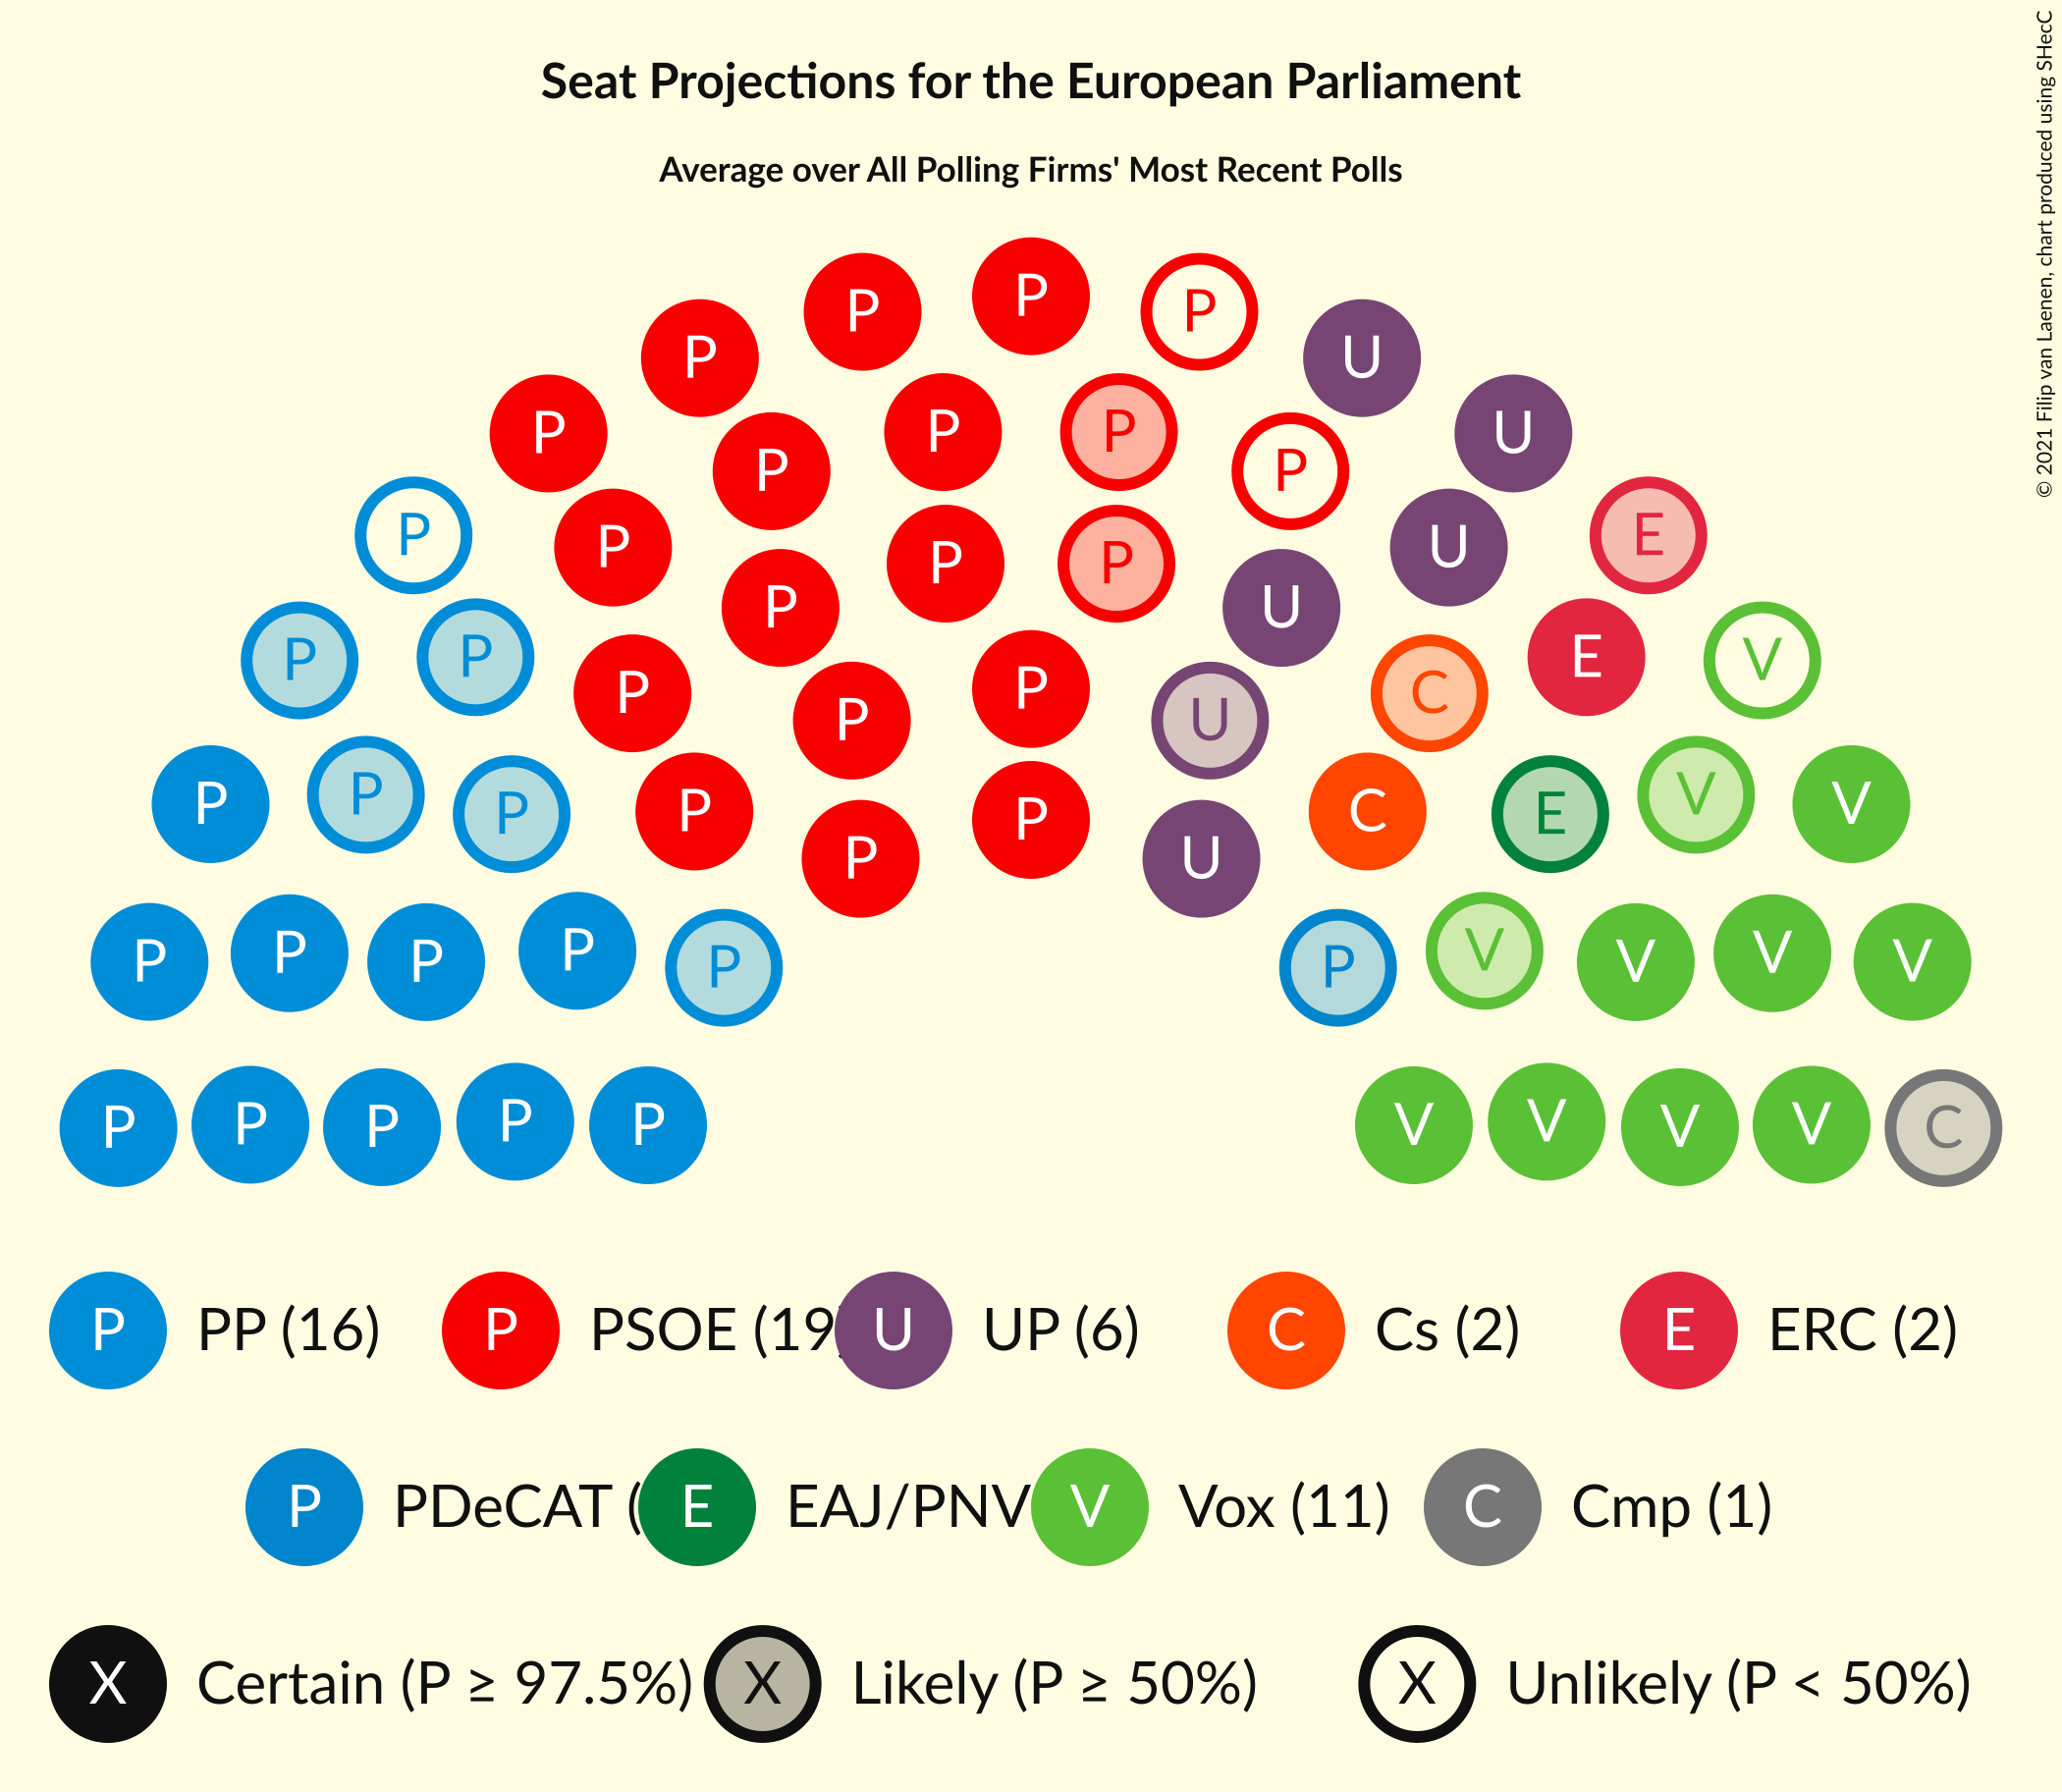 © 2021 Filip van Laenen, chart produced using SHecC
Seat Projections for the European Parliament
Average over All Polling Firms' Most Recent Polls
P P P
P U
P P P U
P P
P P U E
P P
P U
P P E V
P P C
P U
P P P P P C E V V
P U
P P P P P P V V V V
P P P P P V V V V C
P PP (16) P PSOE (19 U UP (6) C Cs (2) E ERC (2)
P PDeCAT ( E EAJ/PNV V Vox (11) C Cmp (1)
X Certain (P ≥ 97.5%) X Likely (P ≥ 50%) X Unlikely (P < 50%)